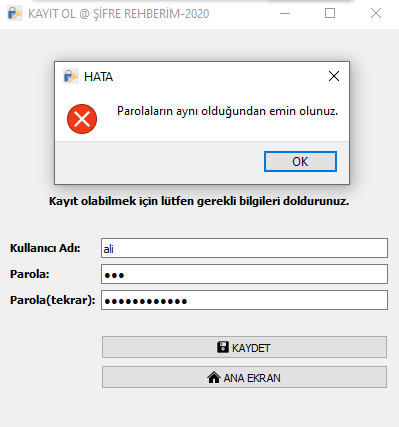 KAYIT OL @ ŞİFRE REHBERİM-2020
HATA
Parolaların aynı olduğundan emin olunuz.
OK
Kayıt olabilmek için lütfen gerekli bilgileri doldurunuz.
Kullanıcı Adı: ali
Parola: ●●●
Parola(tekrar): ●●●●●●●●●●●●
KAYDET
ANA EKRAN